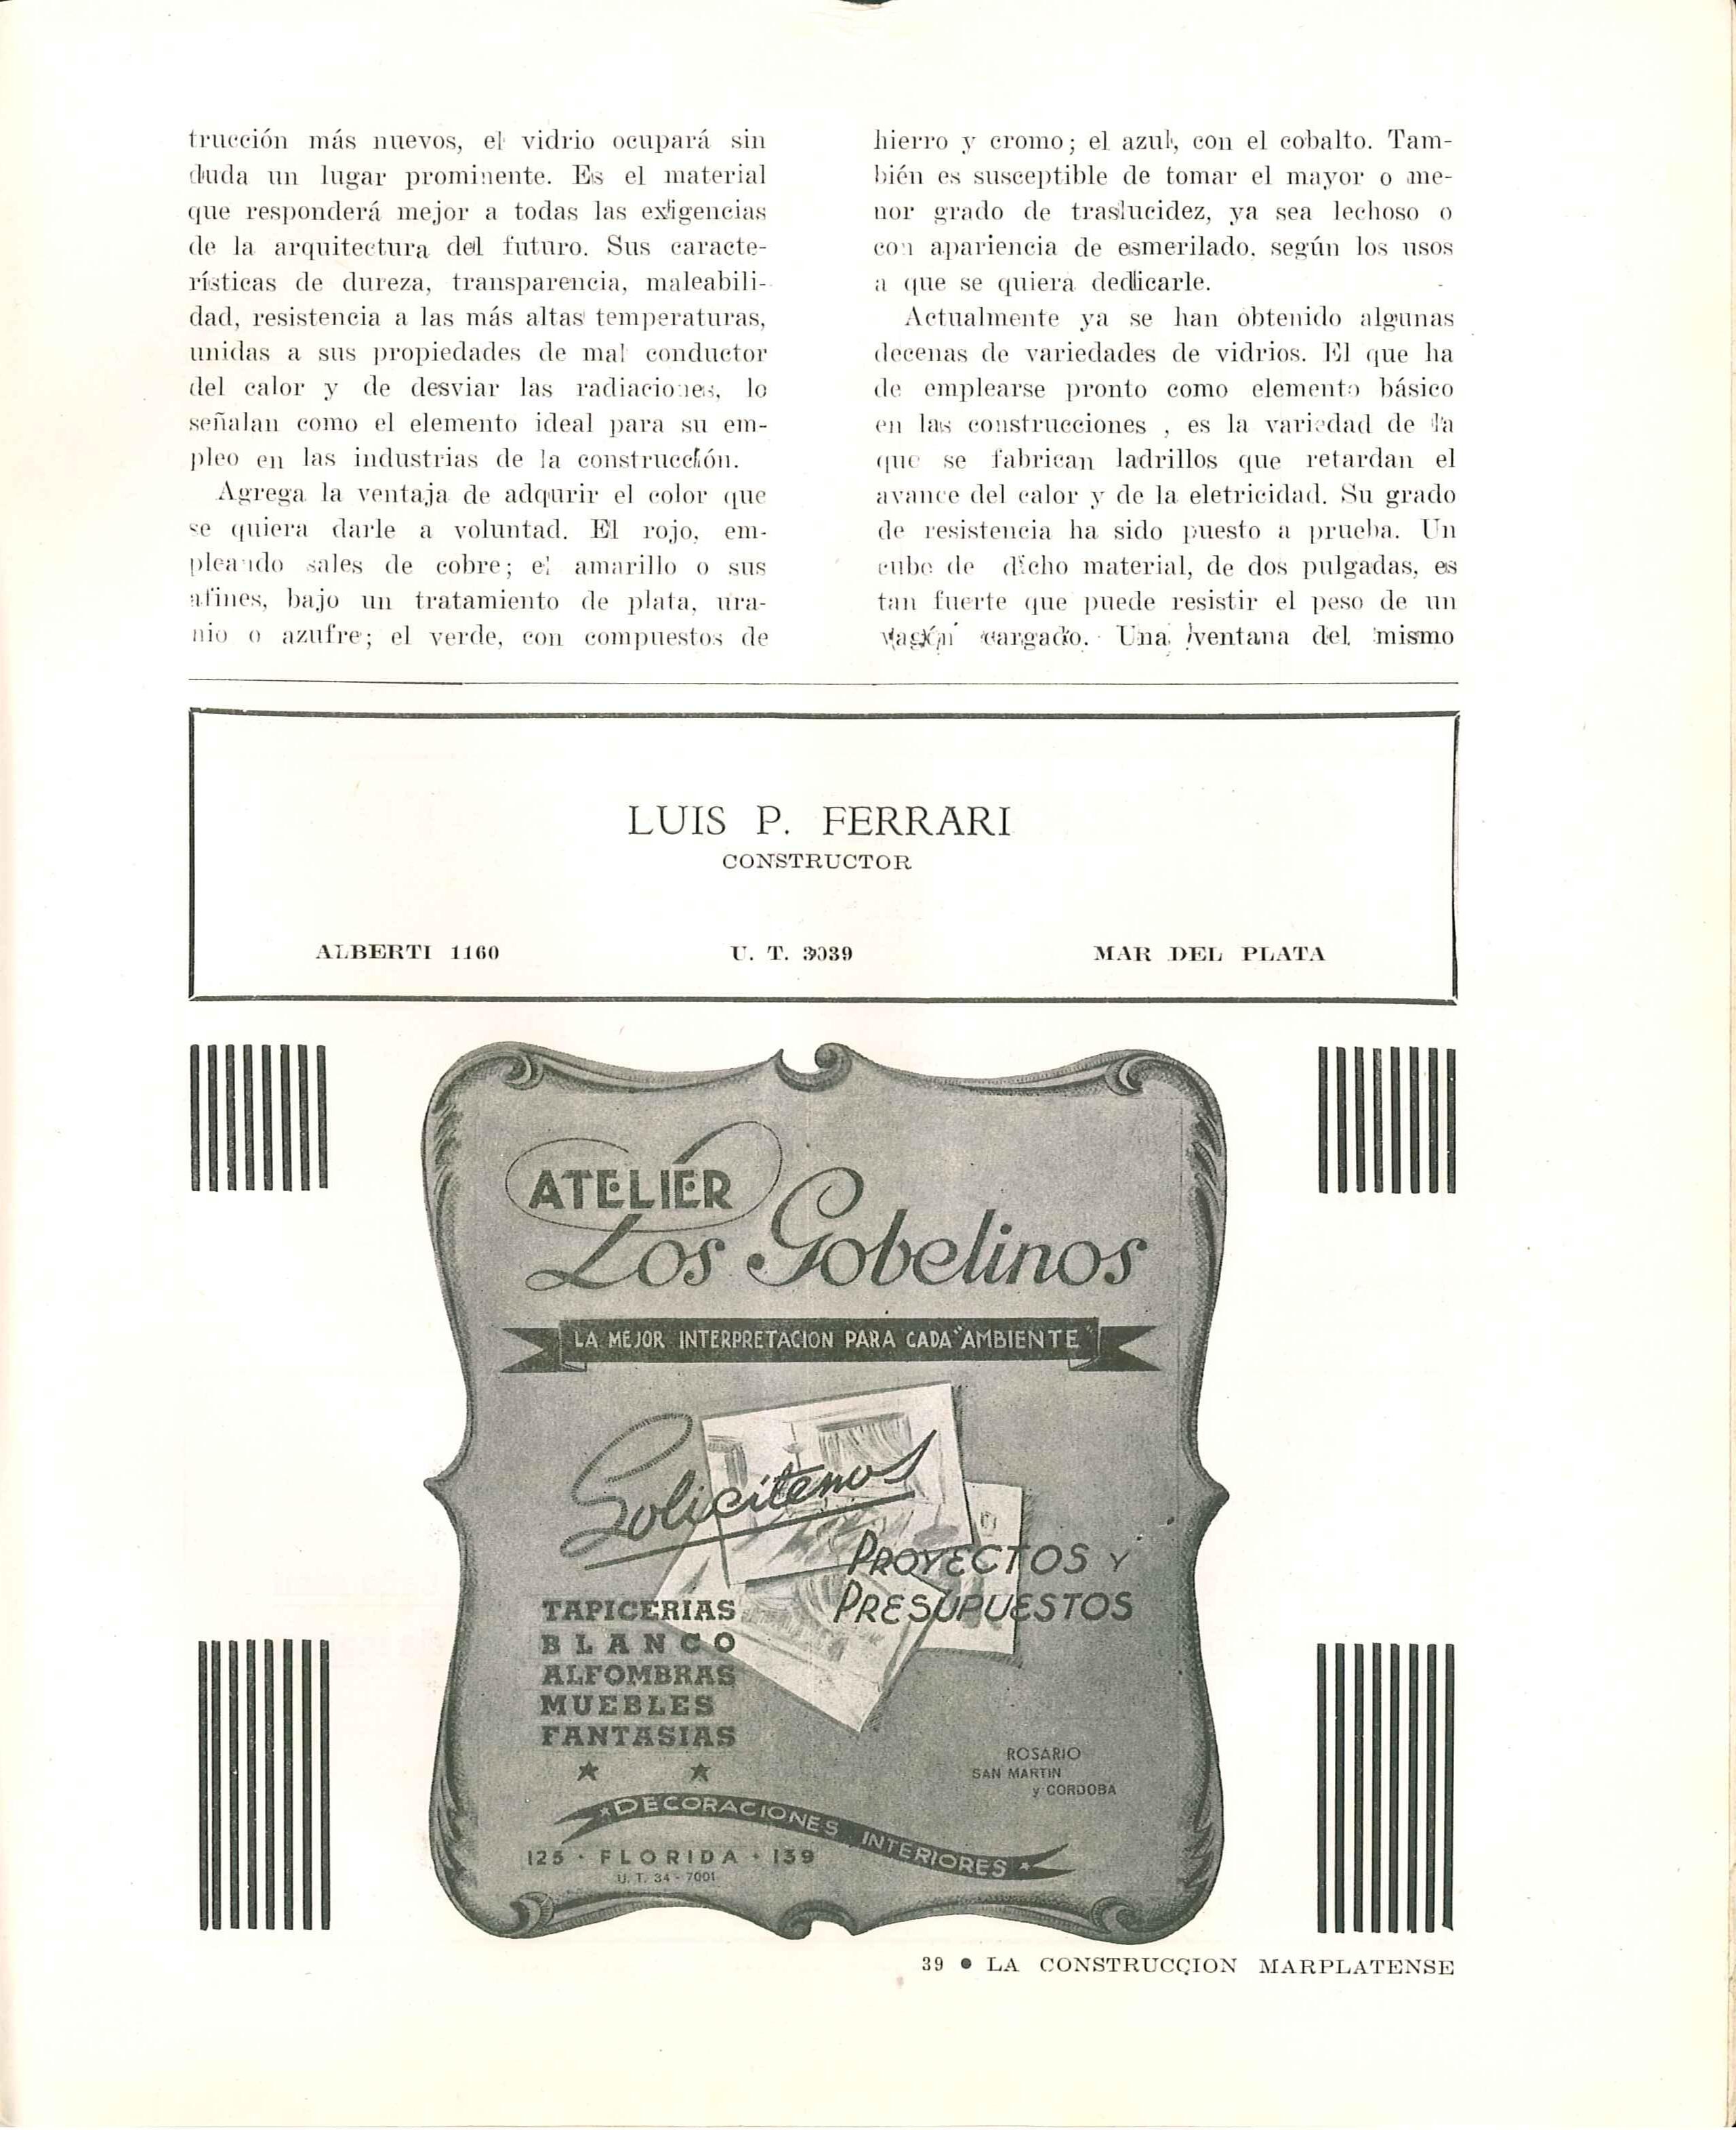 trucción más nuevos, el vidrio ocupará sin
duda un lugar prominente. Es el material
que responderá mejor a todas las exigencias
de la arquitectura del futuro. Sus caracte-
rísticas de dureza, transparencia, maleabili-
dad, resistencia a las más altas temperaturas,
unidas a sus propiedades de mal conductor
del calor y de desviar las radiaciones, lo
señalan como el elemento ideal para su em-
pleo en las industrias de la construcción.
Agrega la ventaja de adqurir el color que
se quiera darle a voluntad. El rojo, em-
pleando sales de cobre; el amarillo o sus
afines, bajo un tratamiento de plata, ura-
nio o azufre; el verde, con compuestos de
hierro y cromo; el azul, con el cobalto. Tam-
bién es susceptible de tomar el mayor o me-
nor grado de traslucidez, ya sea lechoso o
con apariencia de esmerilado, según los usos
a que se quiera dedicarle.
Actualmente ya se han obtenido algunas
decenas de variedades de vidrios. El que ha
de emplearse pronto como elemento básico
en las construcciones , es la variedad de la
que se fabrican ladrillos que retardan el
avance del calor y de la eletricidad. Su grado
de resistencia ha sido puesto a prueba. Un
cubo de dicho material, de dos pulgadas, es
tan fuerte que puede resistir el peso de un
vagón cargado. Una ventana del mismo
LUIS P. FERRARI
CONSTRUCTOR
ALBERTI 1160 U. T. 3039 MAR DEL PLATA
ATELIER
Los Gobelinos
LA MEJOR INTERPRETACION PARA CADA "AMBIENTE"
Solicitenos
PROYECTOS Y
PRESUPUESTOS
TAPICERIAS
BLANCO
ALFOMBRAS
MUEBLES
FANTASIAS
ROSARIO
SAN MARTIN
y CORDOBA
DECORACIONES INTERIORES
125 · FLORIDA · 139
U. T. 34 - 7001
39 ● LA CONSTRUCCION MARPLATENSE